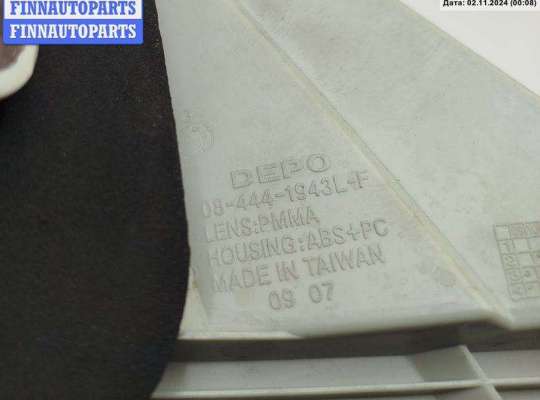 FINNAUTOPARTS
FINNAUTOPARTS
Дата: 02.11.2024 (00:08)
DEPO
08-444-1943L+F
LENS:PMMA
HOUSING:ABS+PC
MADE IN TAIWAN
09 07